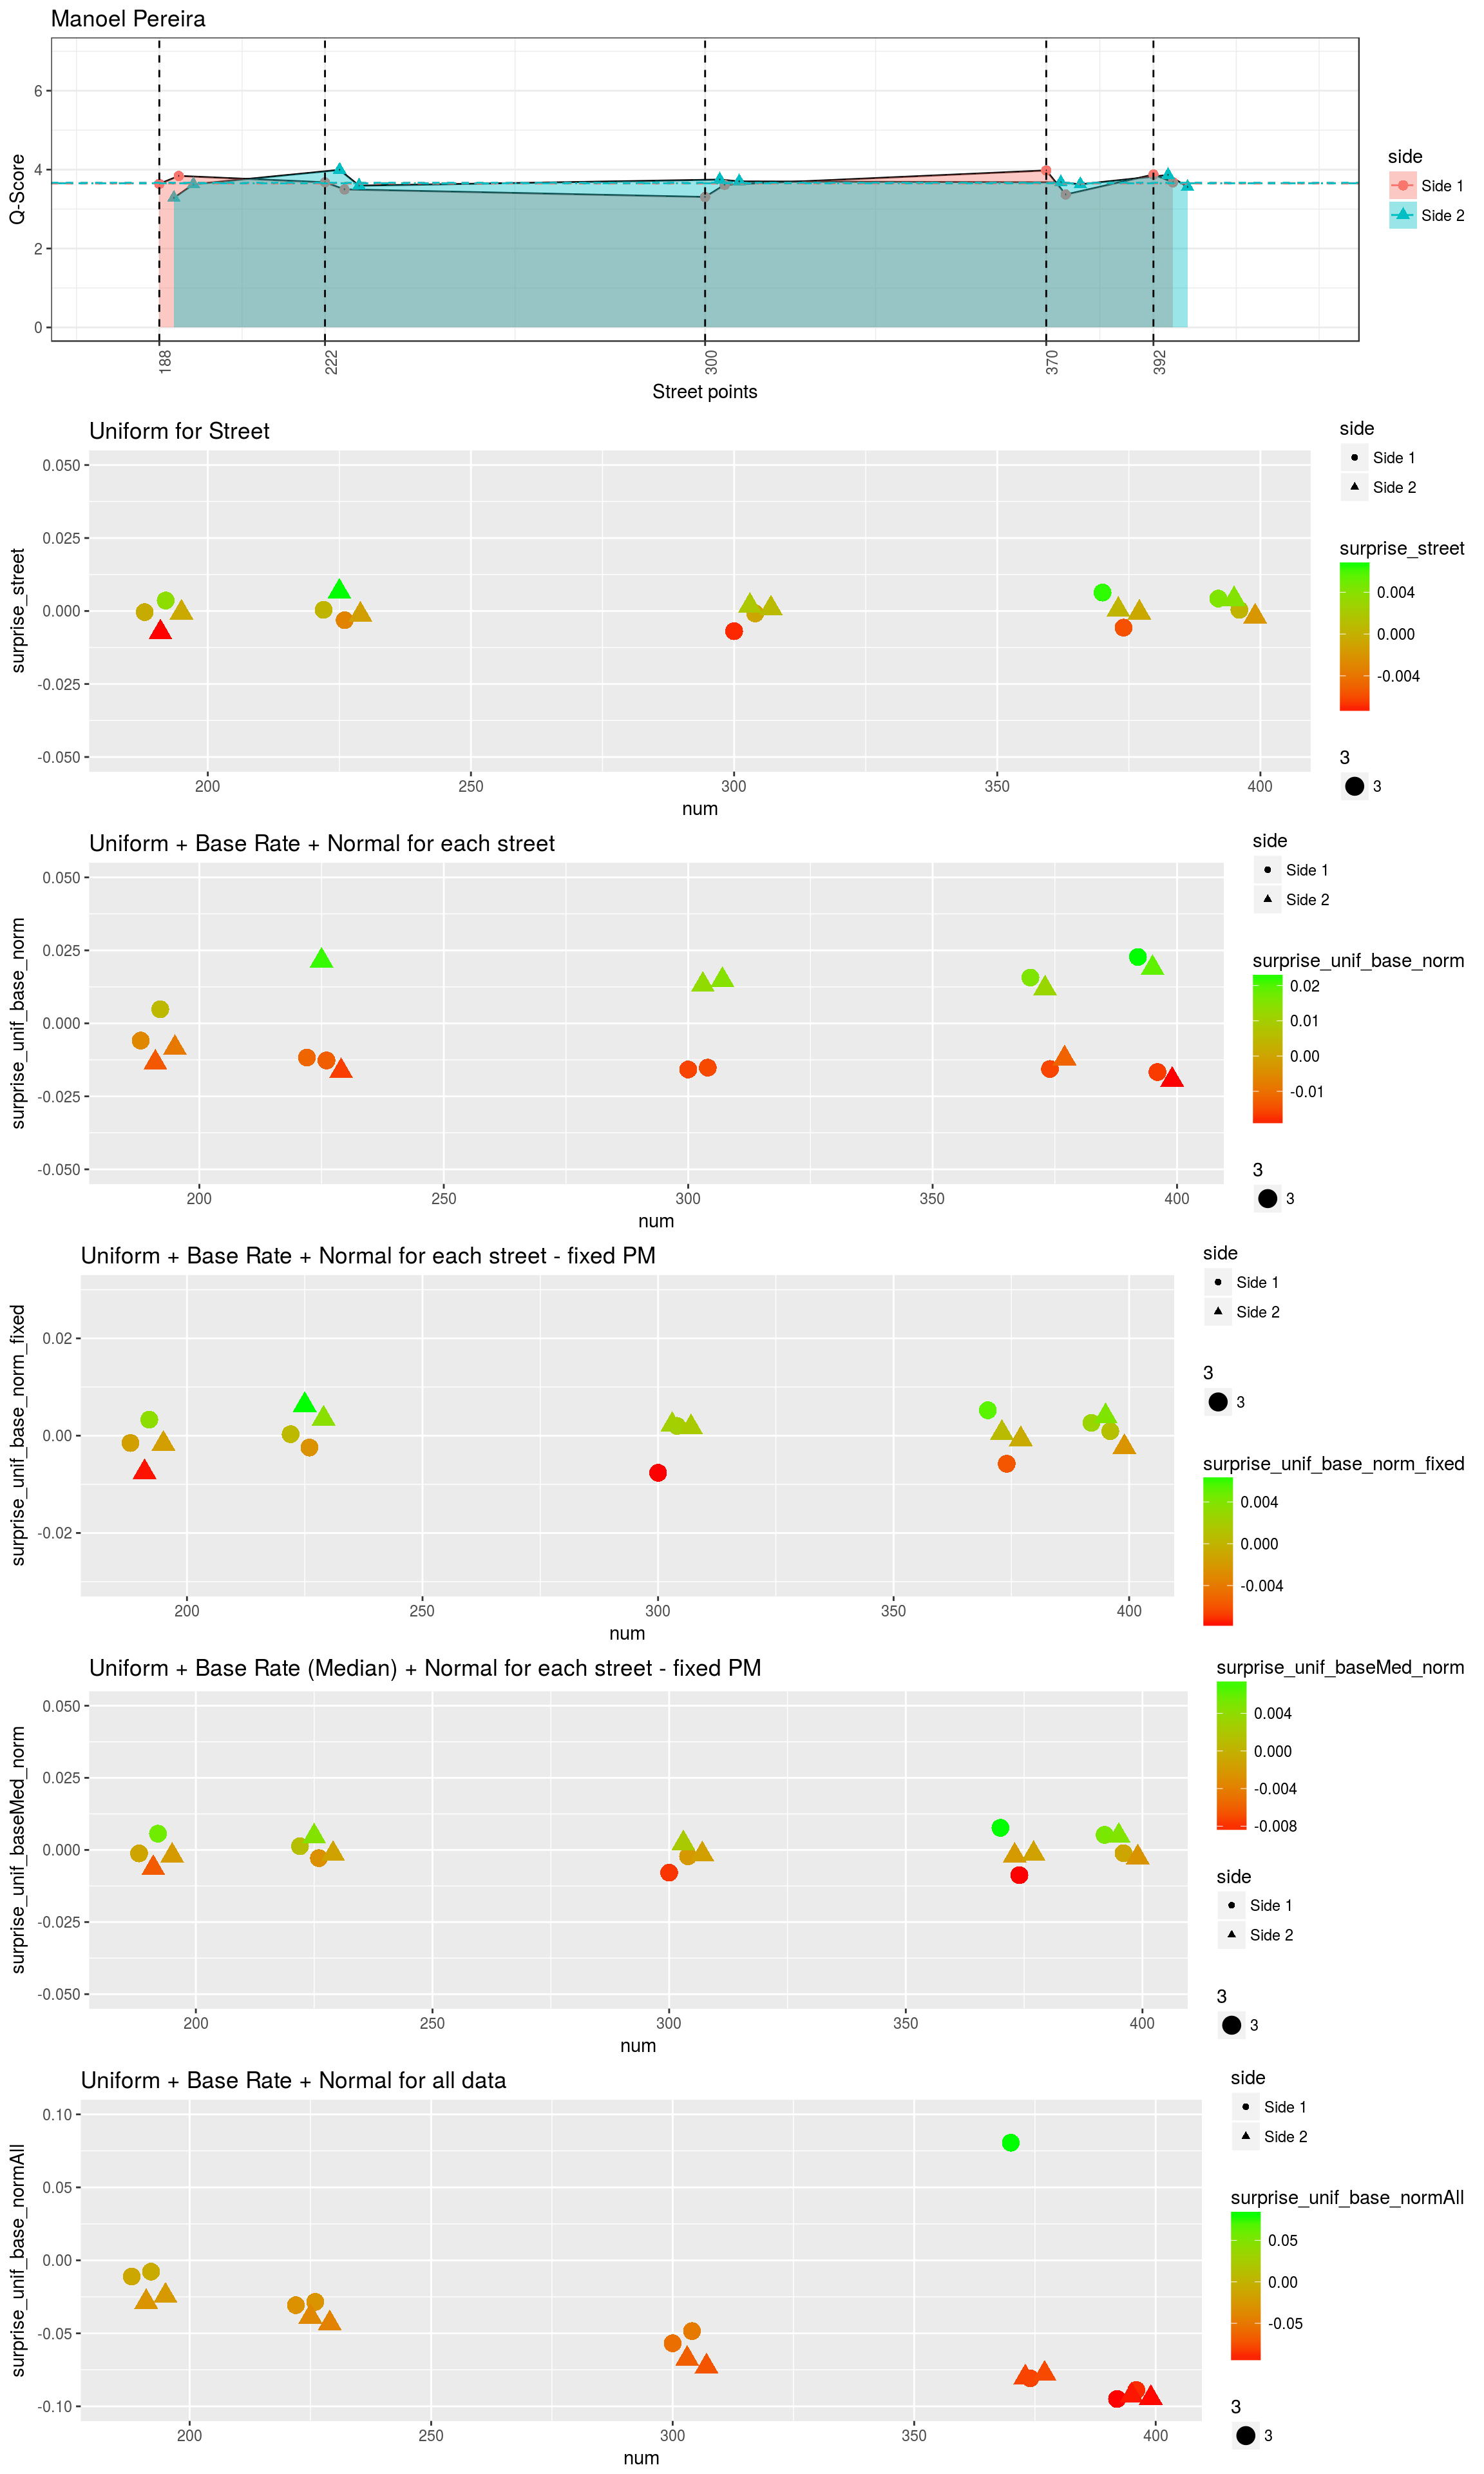 Manoel Pereira
6
4
2
0
Q-Score
188
222
300
370
392
Street points
side
Side 1
Side 2
Uniform for Street
0.050
0.025
0.000
-0.025
-0.050
surprise_street
200
250
300
350
400
num
side
Side 1
Side 2
surprise_street
0.004
0.000
-0.004
3
3
Uniform + Base Rate + Normal for each street
0.050
0.025
0.000
-0.025
-0.050
surprise_unif_base_norm
200
250
300
350
400
num
side
Side 1
Side 2
surprise_unif_base_norm
0.02
0.01
0.00
-0.01
3
3
Uniform + Base Rate + Normal for each street - fixed PM
0.02
0.00
-0.02
surprise_unif_base_norm_fixed
200
250
300
350
400
num
side
Side 1
Side 2
3
3
surprise_unif_base_norm_fixed
0.004
0.000
-0.004
Uniform + Base Rate (Median) + Normal for each street - fixed PM
0.050
0.025
0.000
-0.025
-0.050
surprise_unif_baseMed_norm
200
250
300
350
400
num
surprise_unif_baseMed_norm
0.004
0.000
-0.004
-0.008
side
Side 1
Side 2
3
3
Uniform + Base Rate + Normal for all data
0.10
0.05
0.00
-0.05
-0.10
surprise_unif_base_normAll
200
250
300
350
400
num
side
Side 1
Side 2
surprise_unif_base_normAll
0.05
0.00
-0.05
3
3